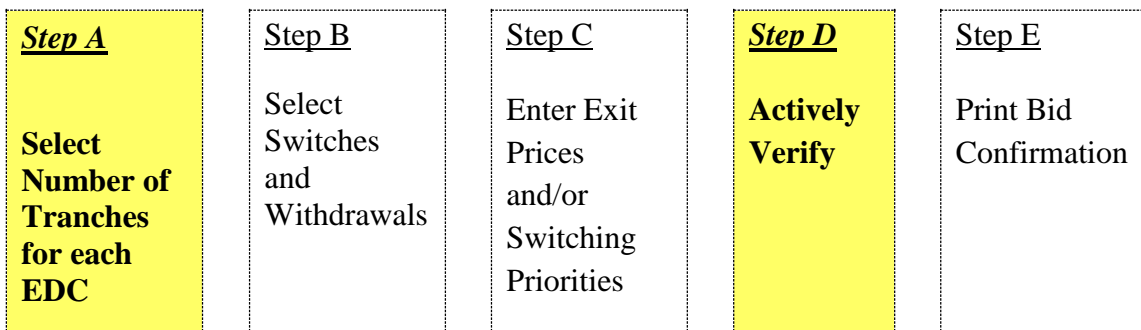 Step A
Select
Number of
Tranches
for each
EDC
Step B
Select
Switches
and
Withdrawals
Step C
Enter Exit
Prices
and/or
Switching
Priorities
Step D
Actively
Verify
Step E
Print Bid
Confirmation